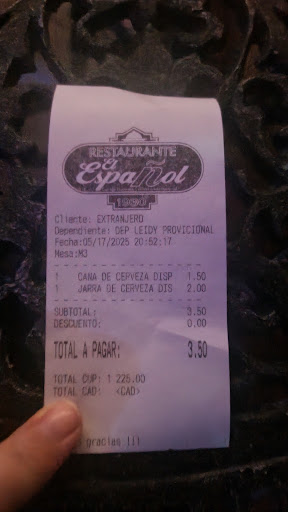 RESTAURANTE
El
Español
1990
Cliente: EXTRANJERO
Dependiente: DEP LEIDY PROVICIONAL
Fecha:05/17/2025 20:52:17
Mesa:M3
1 CANA DE CERVEZA DISP 1.50
1 JARRA DE CERVEZA DIS 2.00
SUBTOTAL: 3.50
DESCUENTO: 0.00
TOTAL A PAGAR: 3.50
TOTAL CUP: 1 225.00
TOTAL CAD: <CAD>
gracias !!!